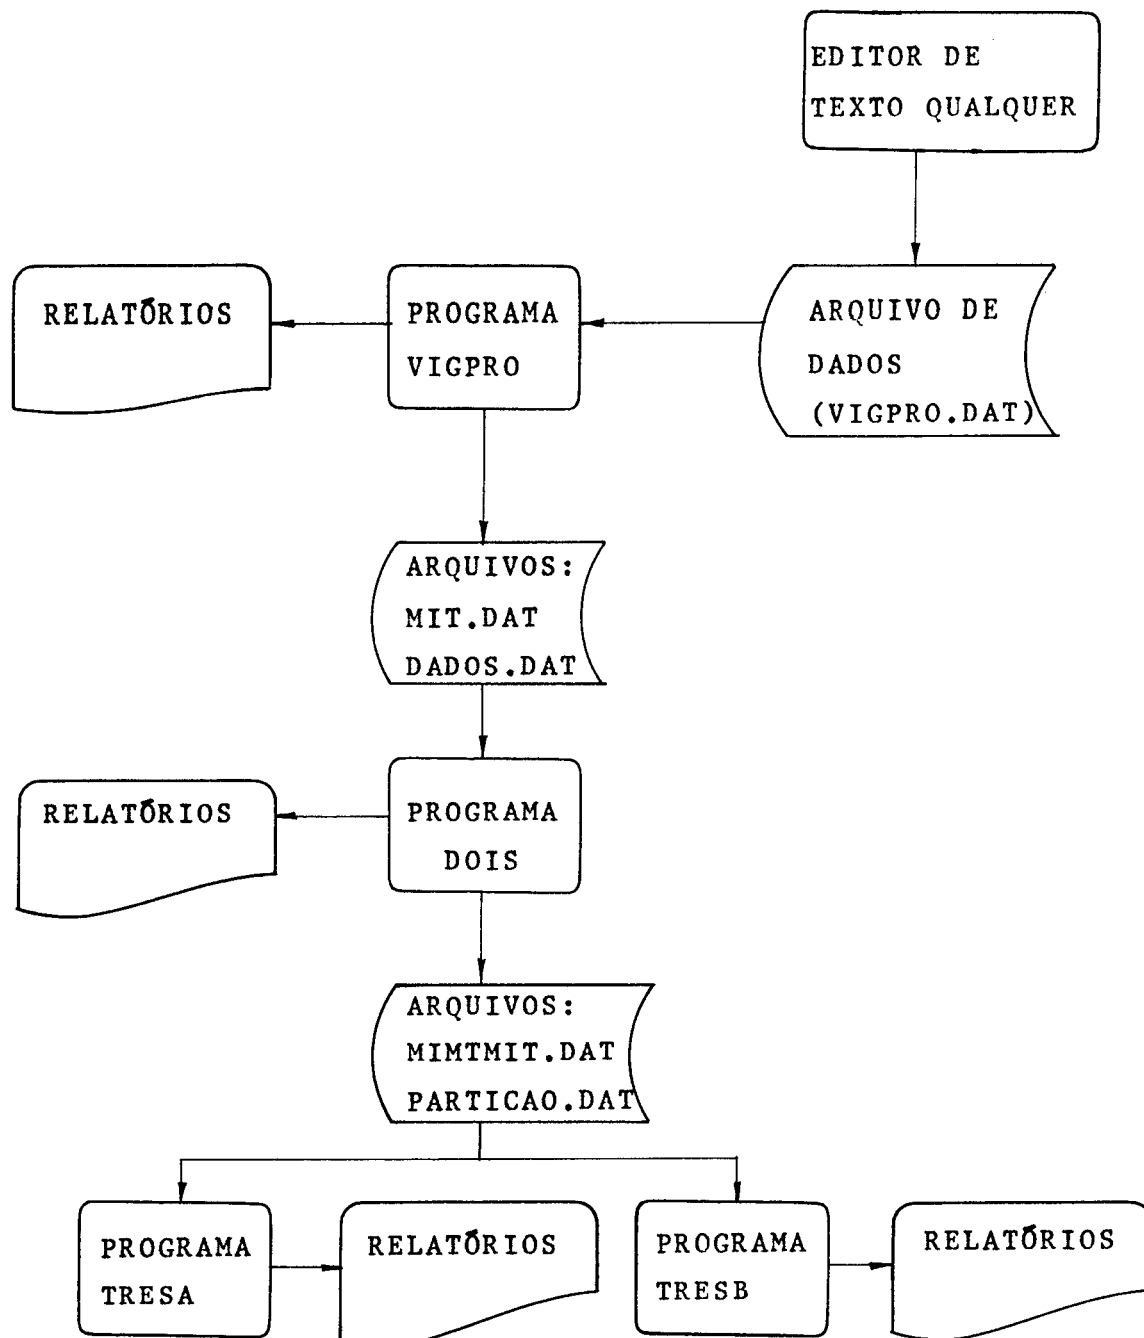 EDITOR DE
TEXTO QUALQUER
RELATÓRIOS
PROGRAMA
VIGPRO
ARQUIVO DE
DADOS
(VIGPRO.DAT)
ARQUIVOS:
MIT.DAT
DADOS.DAT
RELATÓRIOS
PROGRAMA
DOIS
ARQUIVOS:
MIMTMIT.DAT
PARTICAO.DAT
PROGRAMA
TRESA
RELATÓRIOS
PROGRAMA
TRESB
RELATÓRIOS